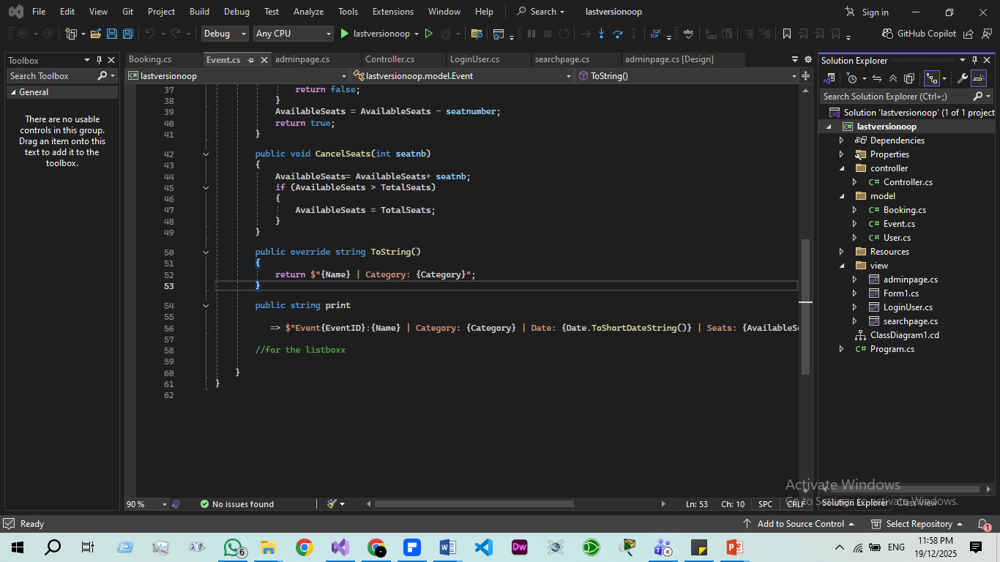 File Edit View Git Project Build Debug Test Analyze Tools Extensions Window Help Search lastversionoop Sign in
Debug Any CPU lastversionoop GitHub Copilot
Toolbox
Search Toolbox
General
There are no usable
controls in this group.
Drag an item onto this
text to add it to the
toolbox.
Booking.cs Event.cs adminpage.cs Controller.cs LoginUser.cs searchpage.cs adminpage.cs [Design]
lastversionoop lastversionoop.model.Event ToString()
37 return false;
38 }
39 AvailableSeats = AvailableSeats - seatnumber;
40 return true;
41 }
42 public void CancelSeats(int seatnb)
43 {
44 AvailableSeats= AvailableSeats+ seatnb;
45 if (AvailableSeats > TotalSeats)
46 {
47 AvailableSeats = TotalSeats;
48 }
49 }
50 public override string ToString()
51 {
52 return $"{Name} | Category: {Category}";
53 }
54 public string print
55
56 => $"Event{EventID}:{Name} | Category: {Category} | Date: {Date.ToShortDateString()} | Seats: {AvailableSe
57
58 //for the listboxx
59
60 }
61 }
62
90 % No issues found Ln: 53 Ch: 10 SPC CRLF
Solution Explorer
Search Solution Explorer (Ctrl+;)
Solution 'lastversionoop' (1 of 1 project
lastversionoop
Dependencies
Properties
controller
C# Controller.cs
model
C# Booking.cs
C# Event.cs
C# User.cs
Resources
view
adminpage.cs
Form1.cs
LoginUser.cs
searchpage.cs
ClassDiagram1.cd
C# Program.cs
Activate Windows
Go to Settings to activate Windows.
Solution Explorer Class View
Ready Add to Source Control Select Repository 1
6 Dw ENG 11:58 PM
19/12/2025